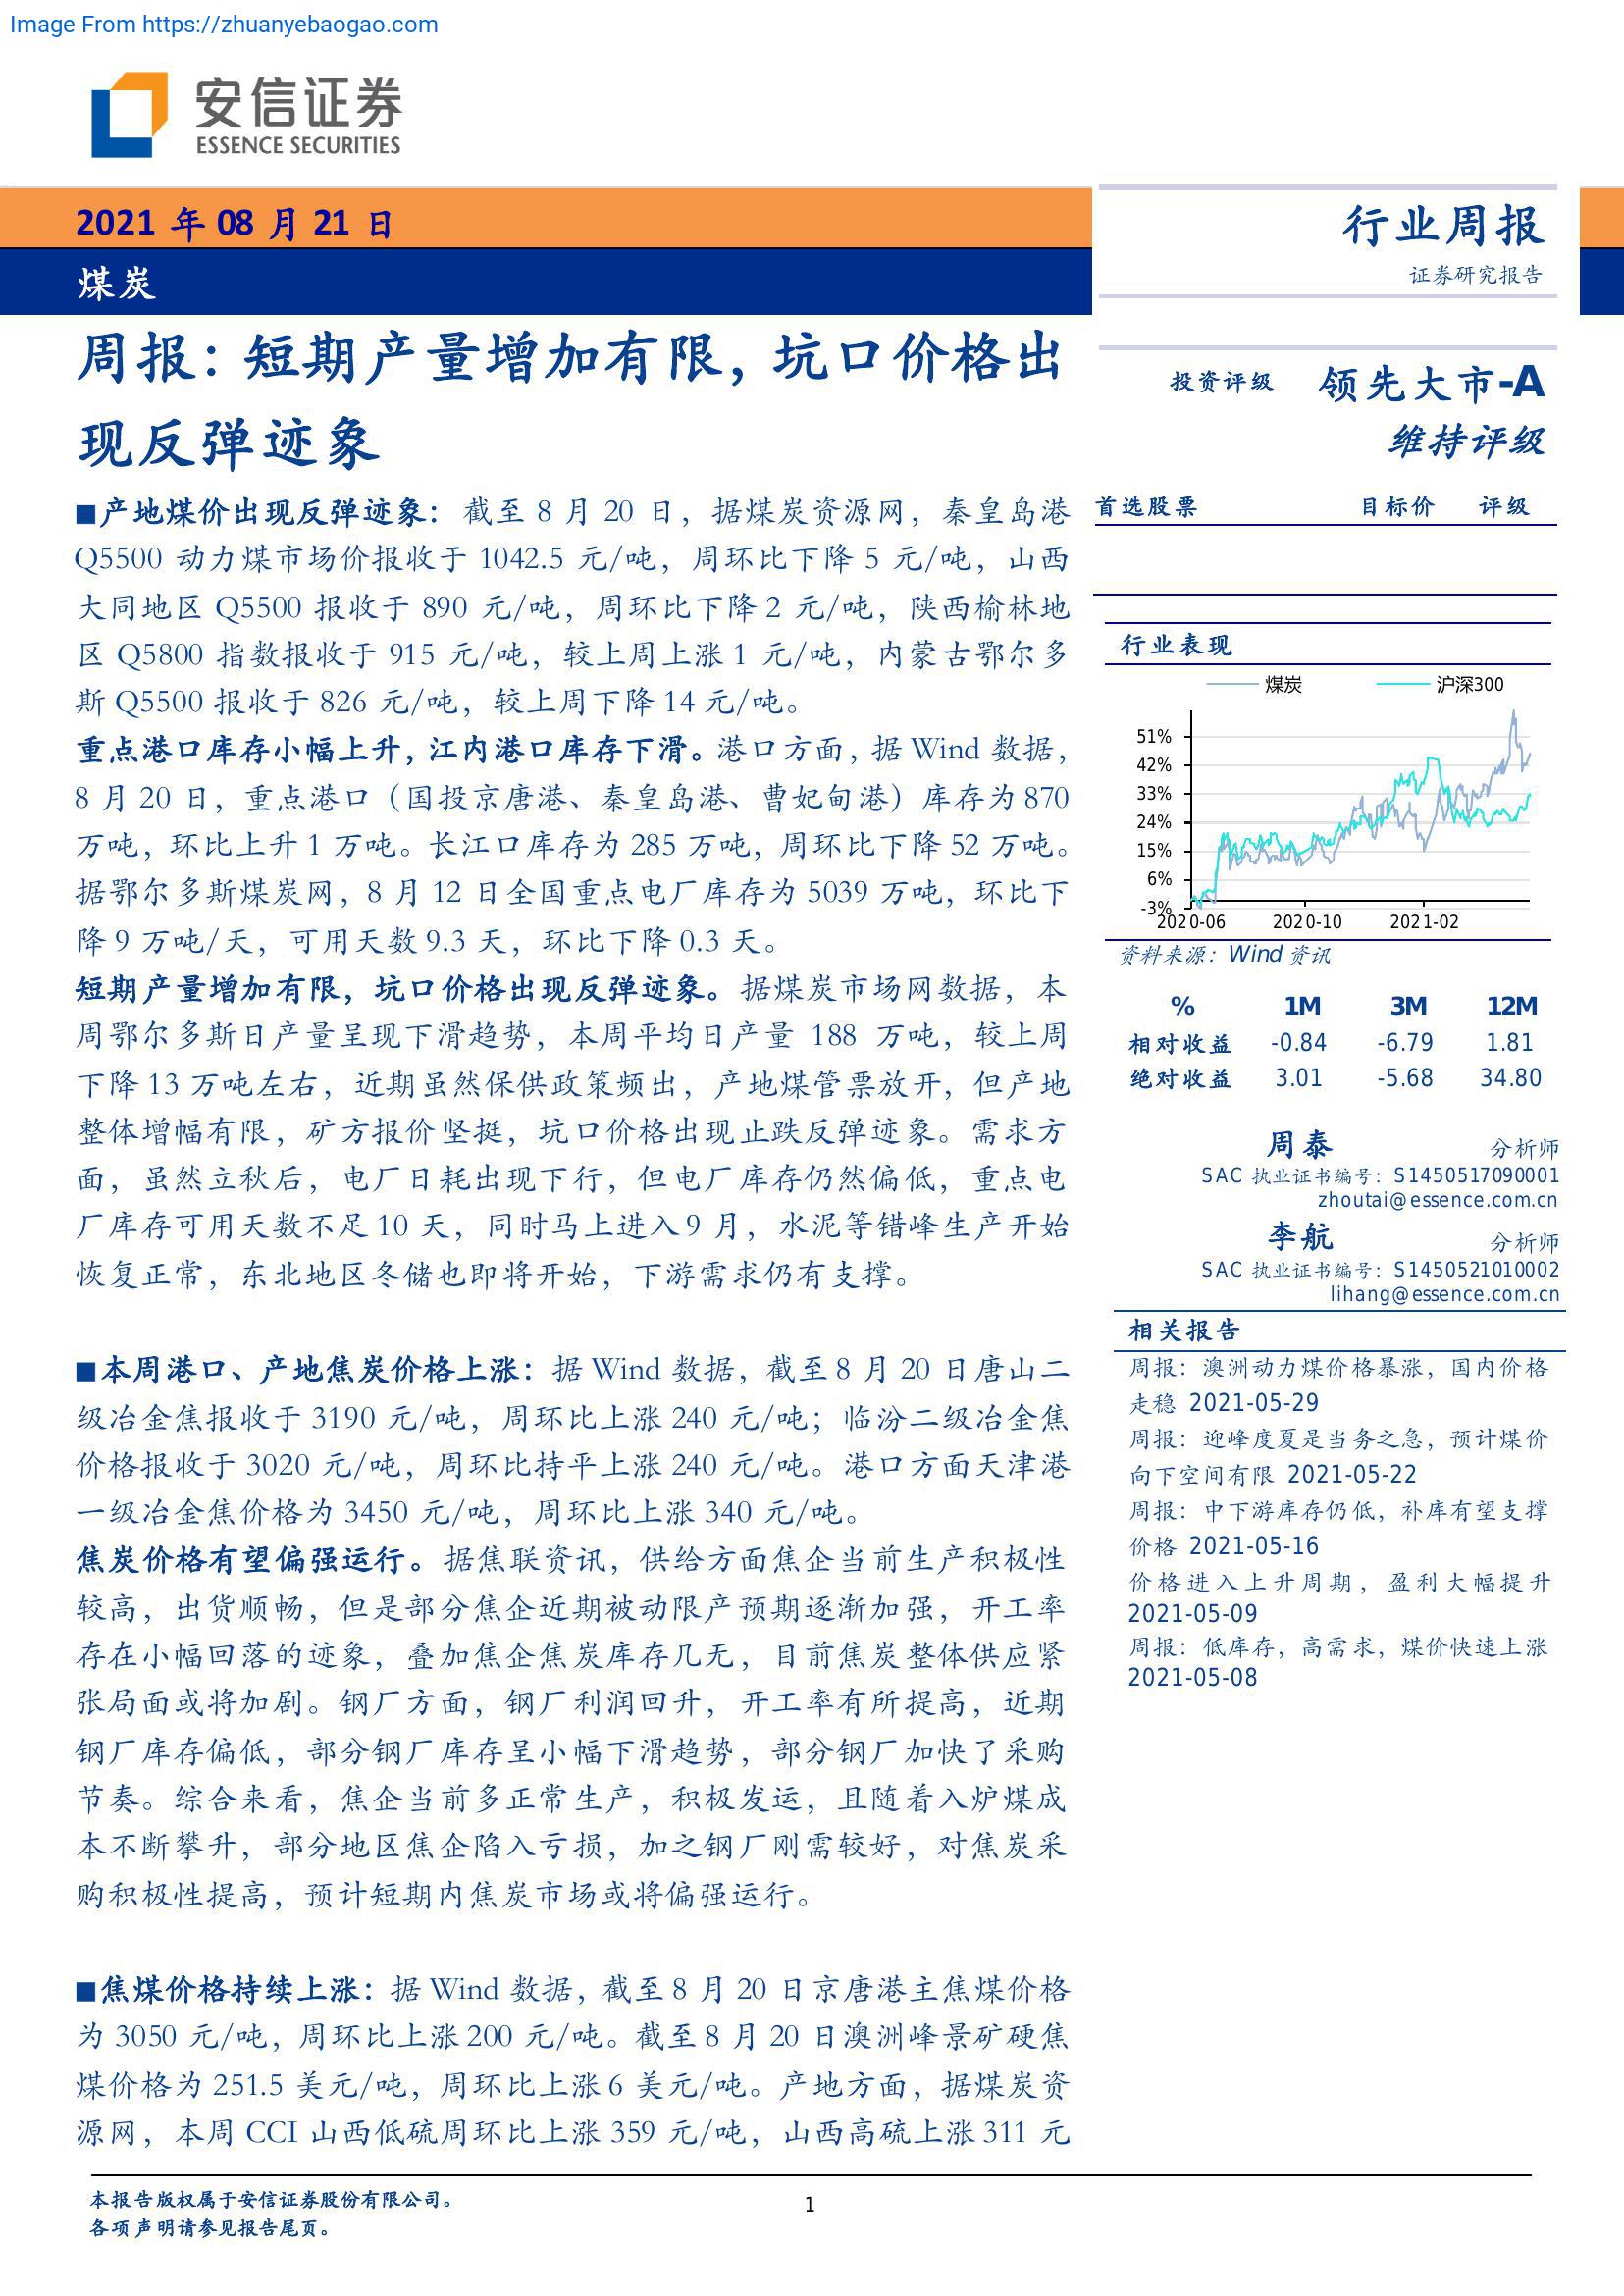 Image From https://zhuanyebaogao.com
安信证券
ESSENCE SECURITIES
2021 年 08 月 21 日
煤炭
行业周报
证券研究报告
周报：短期产量增加有限，坑口价格出
现反弹迹象
■产地煤价出现反弹迹象：截至 8 月 20 日，据煤炭资源网，秦皇岛港
Q5500 动力煤市场价报收于 1042.5 元/吨，周环比下降 5 元/吨，山西
大同地区 Q5500 报收于 890 元/吨，周环比下降 2 元/吨，陕西榆林地
区 Q5800 指数报收于 915 元/吨，较上周上涨 1 元/吨，内蒙古鄂尔多
斯 Q5500 报收于 826 元/吨，较上周下降 14 元/吨。
重点港口库存小幅上升，江内港口库存下滑。港口方面，据 Wind 数据，
8 月 20 日，重点港口（国投京唐港、秦皇岛港、曹妃甸港）库存为 870
万吨，环比上升 1 万吨。长江口库存为 285 万吨，周环比下降 52 万吨。
据鄂尔多斯煤炭网，8 月 12 日全国重点电厂库存为 5039 万吨，环比下
降 9 万吨/天，可用天数 9.3 天，环比下降 0.3 天。
短期产量增加有限，坑口价格出现反弹迹象。据煤炭市场网数据，本
周鄂尔多斯日产量呈现下滑趋势，本周平均日产量 188 万吨，较上周
下降 13 万吨左右，近期虽然保供政策频出，产地煤管票放开，但产地
整体增幅有限，矿方报价坚挺，坑口价格出现止跌反弹迹象。需求方
面，虽然立秋后，电厂日耗出现下行，但电厂库存仍然偏低，重点电
厂库存可用天数不足 10 天，同时马上进入 9 月，水泥等错峰生产开始
恢复正常，东北地区冬储也即将开始，下游需求仍有支撑。
■本周港口、产地焦炭价格上涨：据 Wind 数据，截至 8 月 20 日唐山二
级冶金焦报收于 3190 元/吨，周环比上涨 240 元/吨；临汾二级冶金焦
价格报收于 3020 元/吨，周环比持平上涨 240 元/吨。港口方面天津港
一级冶金焦价格为 3450 元/吨，周环比上涨 340 元/吨。
焦炭价格有望偏强运行。据焦联资讯，供给方面焦企当前生产积极性
较高，出货顺畅，但是部分焦企近期被动限产预期逐渐加强，开工率
存在小幅回落的迹象，叠加焦企焦炭库存几无，目前焦炭整体供应紧
张局面或将加剧。钢厂方面，钢厂利润回升，开工率有所提高，近期
钢厂库存偏低，部分钢厂库存呈小幅下滑趋势，部分钢厂加快了采购
节奏。综合来看，焦企当前多正常生产，积极发运，且随着入炉煤成
本不断攀升，部分地区焦企陷入亏损，加之钢厂刚需较好，对焦炭采
购积极性提高，预计短期内焦炭市场或将偏强运行。
■焦煤价格持续上涨：据 Wind 数据，截至 8 月 20 日京唐港主焦煤价格
为 3050 元/吨，周环比上涨 200 元/吨。截至 8 月 20 日澳洲峰景矿硬焦
煤价格为 251.5 美元/吨，周环比上涨 6 美元/吨。产地方面，据煤炭资
源网，本周 CCI 山西低硫周环比上涨 359 元/吨，山西高硫上涨 311 元
投资评级 领先大市-A
维持评级
首选股票 目标价 评级
行业表现
煤炭 沪深300
51%
42%
33%
24%
15%
6%
-3%
2020-06 2020-10 2021-02
资料来源：Wind 资讯
% 1M 3M 12M
相对收益 -0.84 -6.79 1.81
绝对收益 3.01 -5.68 34.80
周泰 分析师
SAC 执业证书编号：S1450517090001
zhoutai@essence.com.cn
李航 分析师
SAC 执业证书编号：S1450521010002
lihang@essence.com.cn
相关报告
周报：澳洲动力煤价格暴涨，国内价格
走稳 2021-05-29
周报：迎峰度夏是当务之急，预计煤价
向下空间有限 2021-05-22
周报：中下游库存仍低，补库有望支撑
价格 2021-05-16
价格进入上升周期，盈利大幅提升
2021-05-09
周报：低库存，高需求，煤价快速上涨
2021-05-08
本报告版权属于安信证券股份有限公司。
各项声明请参见报告尾页。
1